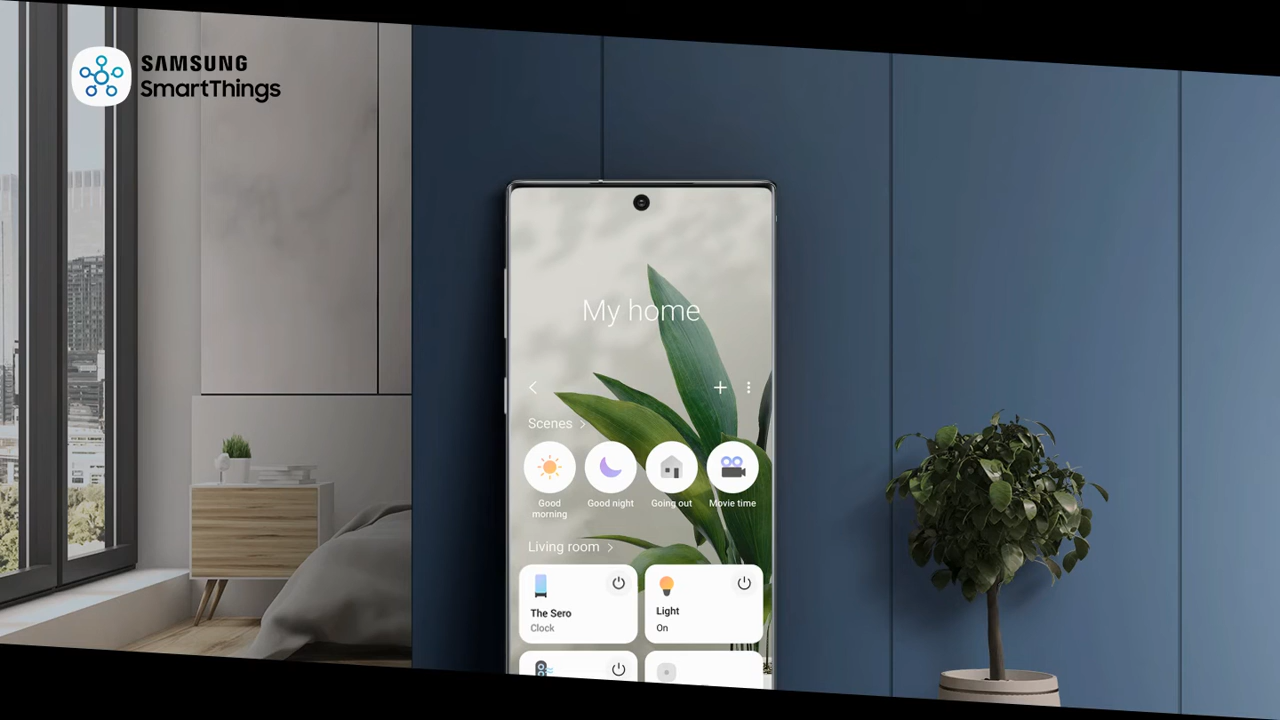 SAMSUNG
SmartThings
My home
Scenes
Good
morning
Good night
Going out
Movie time
Living room
The Sero
Light
Clock
On